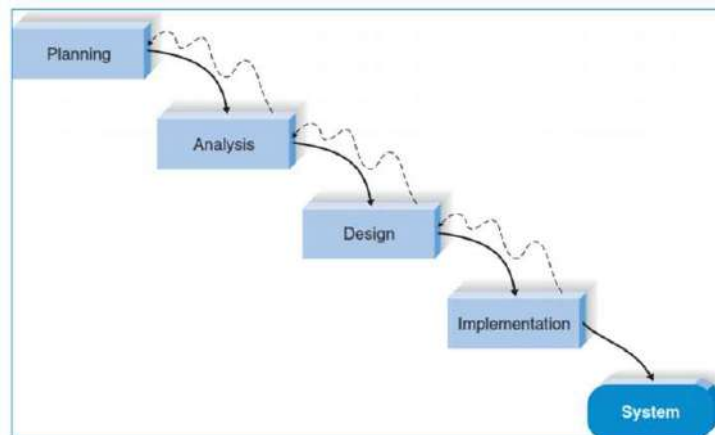 Planning
Analysis
Design
Implementation
System